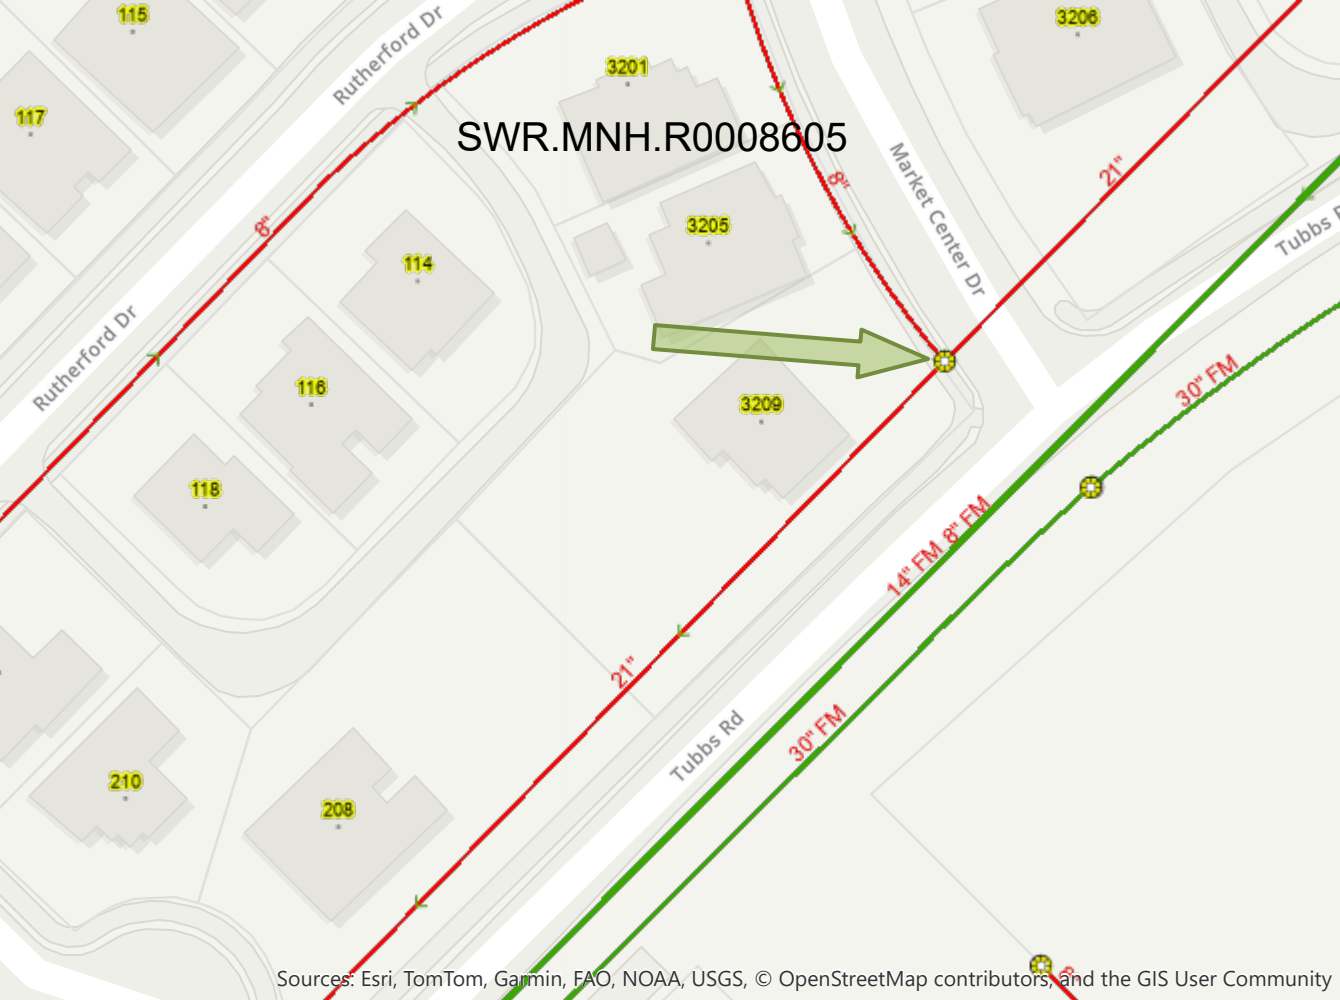 115
Rutherford Dr
3206
3201
117
SWR.MNH.R0008605
Market Center Dr
21"
8"
3205
8"
Tubbs
114
30" FM
Rutherford Dr
116
3209
118
14" FM 8" FM
21"
Tubbs Rd
30" FM
210
208
Sources: Esri, TomTom, Garmin, FAO, NOAA, USGS, © OpenStreetMap contributors, and the GIS User Community